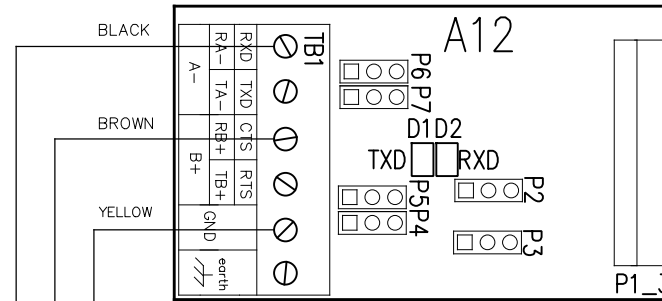 BLACK
BROWN
YELLOW
A-
B+
RA-
TA-
RB+
TB+
GND
RXD
TXD
CTS
RTS
earth
TB1
A12
P6
P7
D1 D2
TXD
RXD
P5
P4
P2
P3